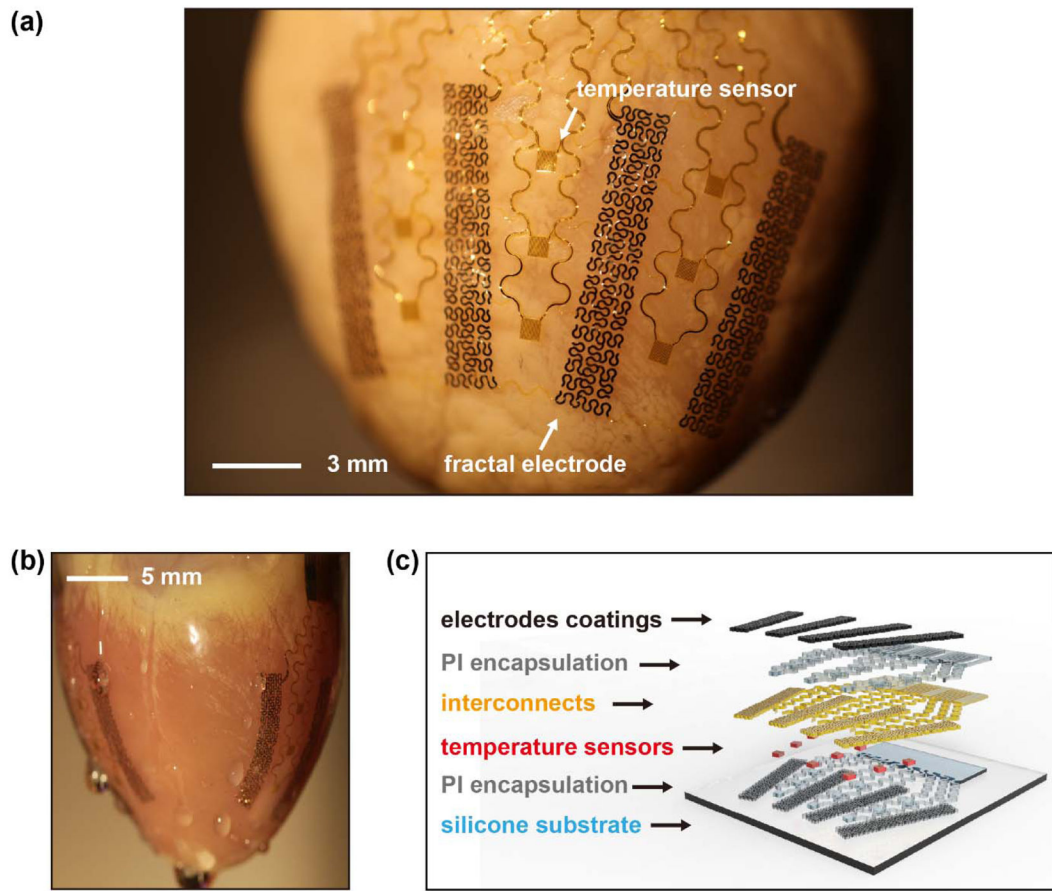 (a)
temperature sensor
3 mm
fractal electrode
(b)
5 mm
(c)
electrodes coatings
PI encapsulation
interconnects
temperature sensors
PI encapsulation
silicone substrate